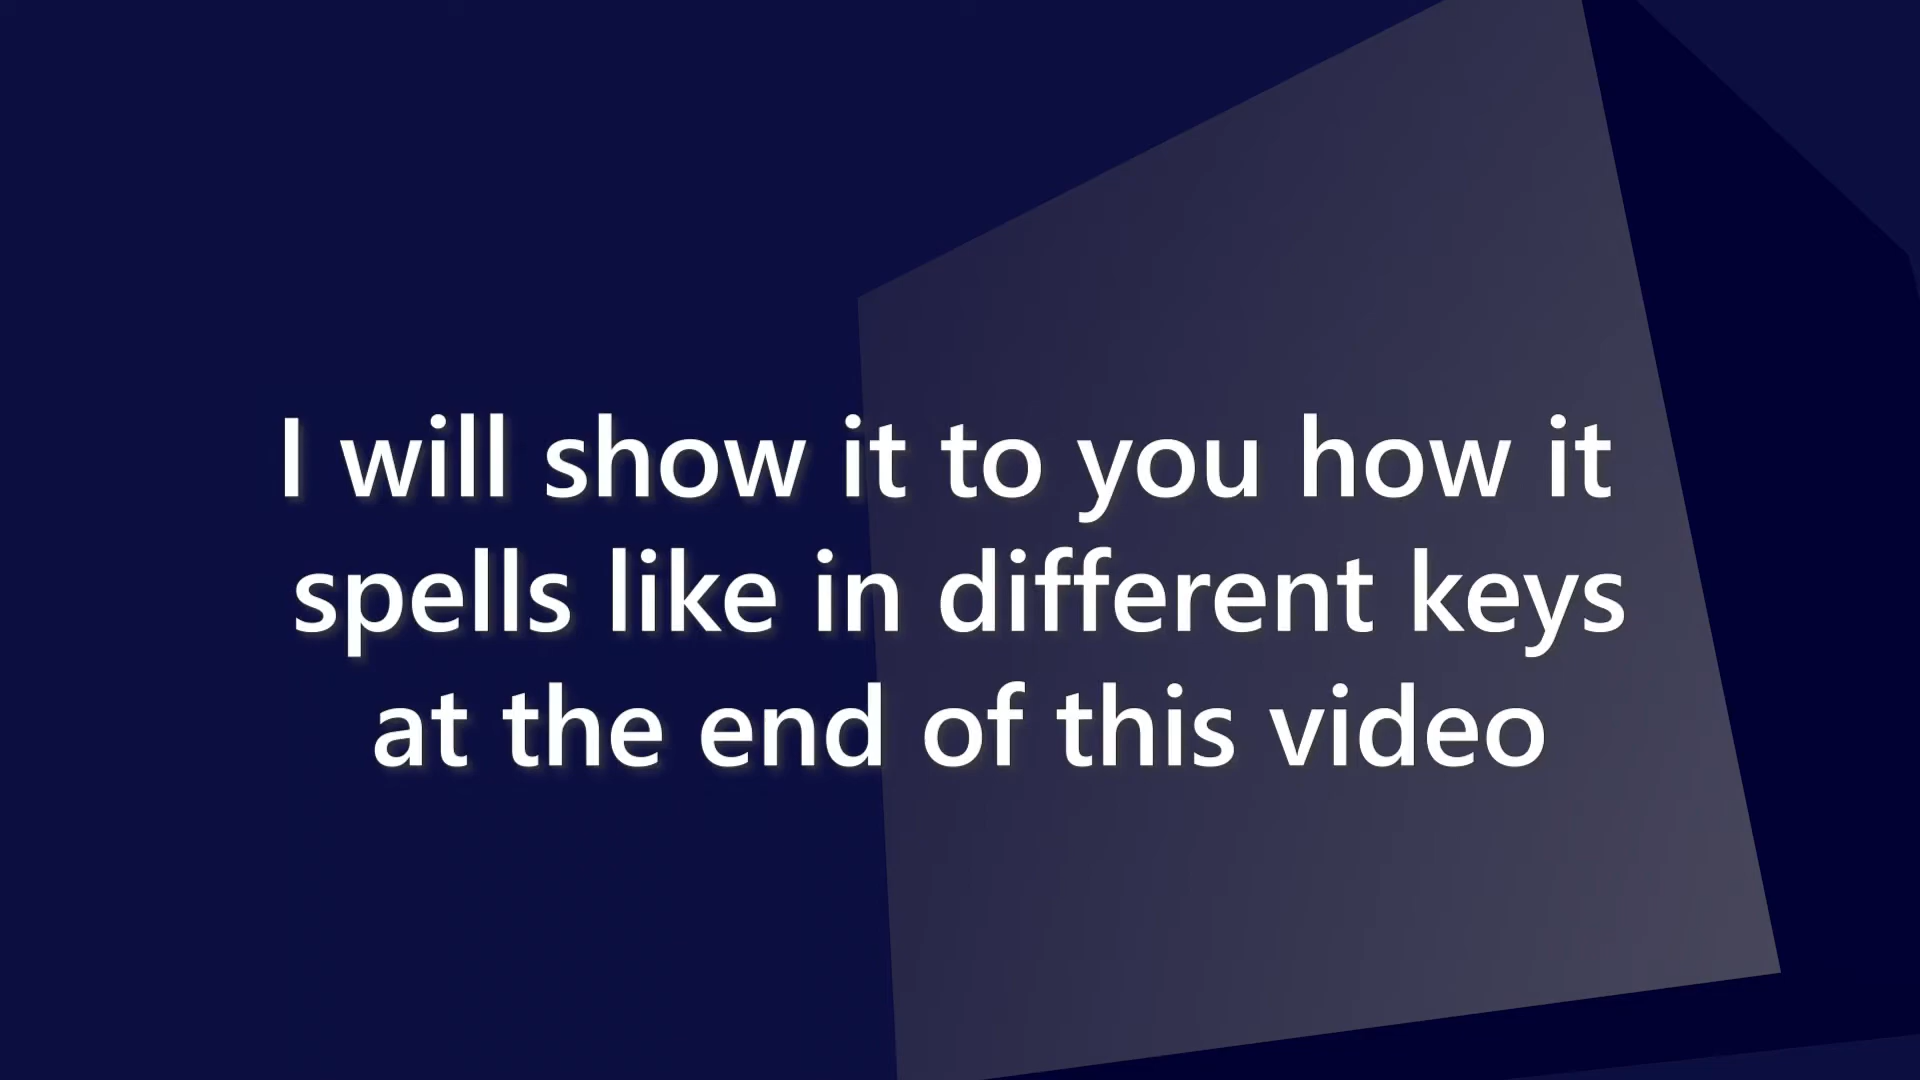 I will show it to you how it
spells like in different keys
at the end of this video